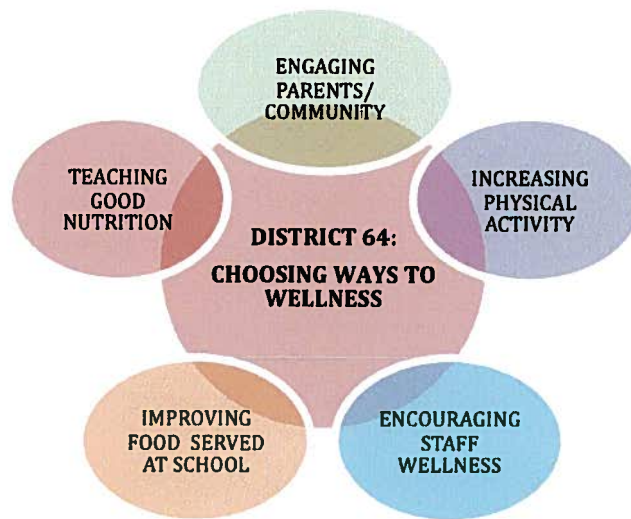 ENGAGING
PARENTS/
COMMUNITY
TEACHING
GOOD
NUTRITION
INCREASING
PHYSICAL
ACTIVITY
DISTRICT 64:
CHOOSING WAYS TO
WELLNESS
IMPROVING
FOOD SERVED
AT SCHOOL
ENCOURAGING
STAFF
WELLNESS